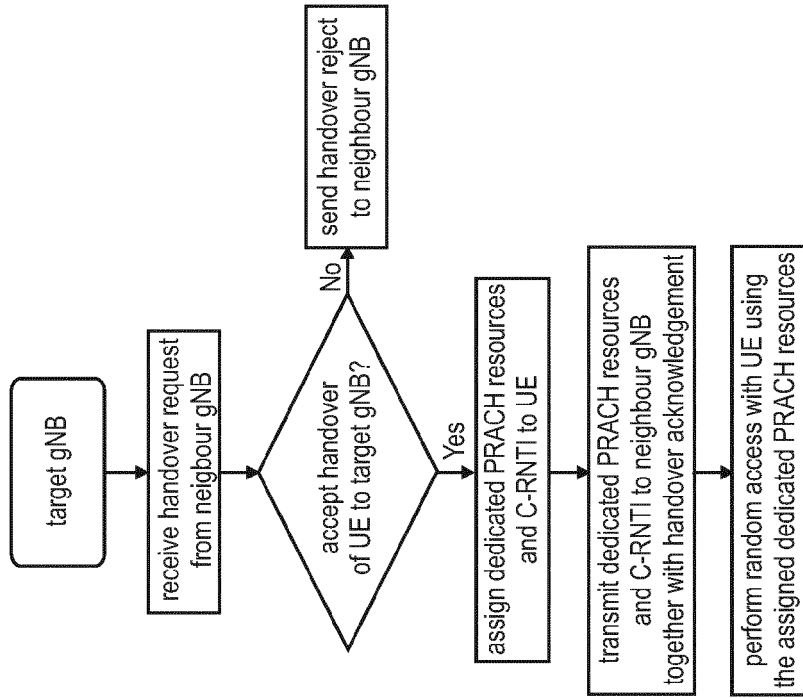 target gNB
receive handover request
from neigbour gNB
accept handover
of UE to target gNB?
No
send handover reject
to neighbour gNB
Yes
assign dedicated PRACH resources
and C-RNTI to UE
transmit dedicated PRACH resources
and C-RNTI to neighbour gNB
together with handover acknowledgement
perform random access with UE using
the assigned dedicated PRACH resources